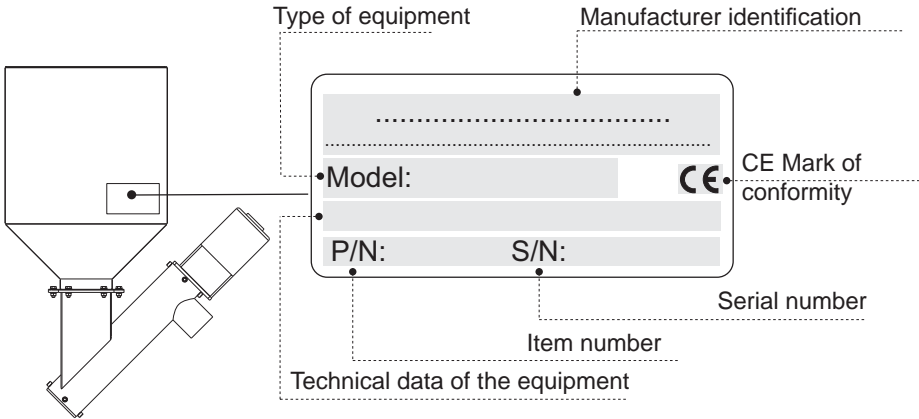 Type of equipment
Manufacturer identification
Model:
CE
CE Mark of
conformity
P/N:
S/N:
Serial number
Item number
Technical data of the equipment